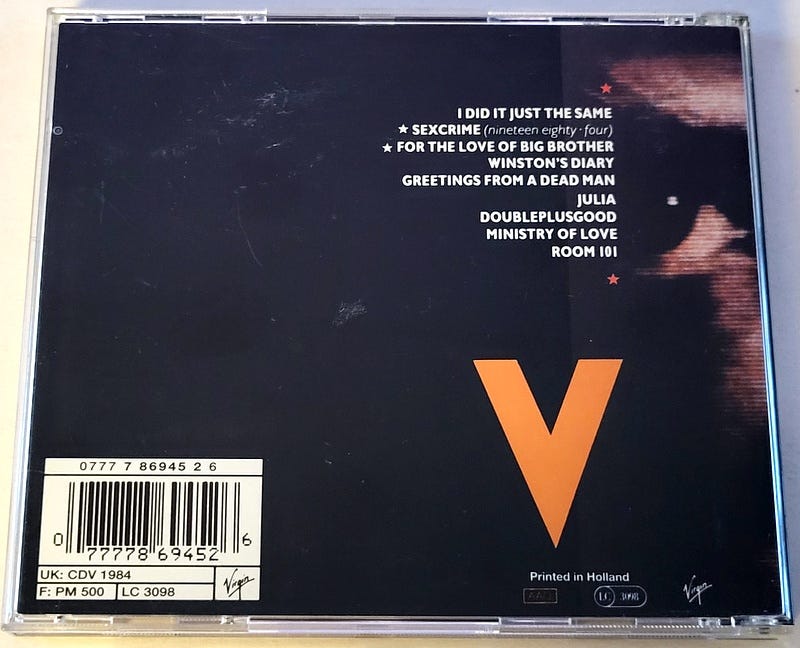 I DID IT JUST THE SAME
★ SEXCRIME (nineteen eighty·four)
★ FOR THE LOVE OF BIG BROTHER
WINSTON'S DIARY
GREETINGS FROM A DEAD MAN
JULIA
DOUBLEPLUSGOOD
MINISTRY OF LOVE
ROOM 101
V
0777 7 86945 2 6
0 77778 69452 6
UK: CDV 1984
F: PM 500 LC 3098
Virgin
Printed in Holland
AAD LC 3098
Virgin